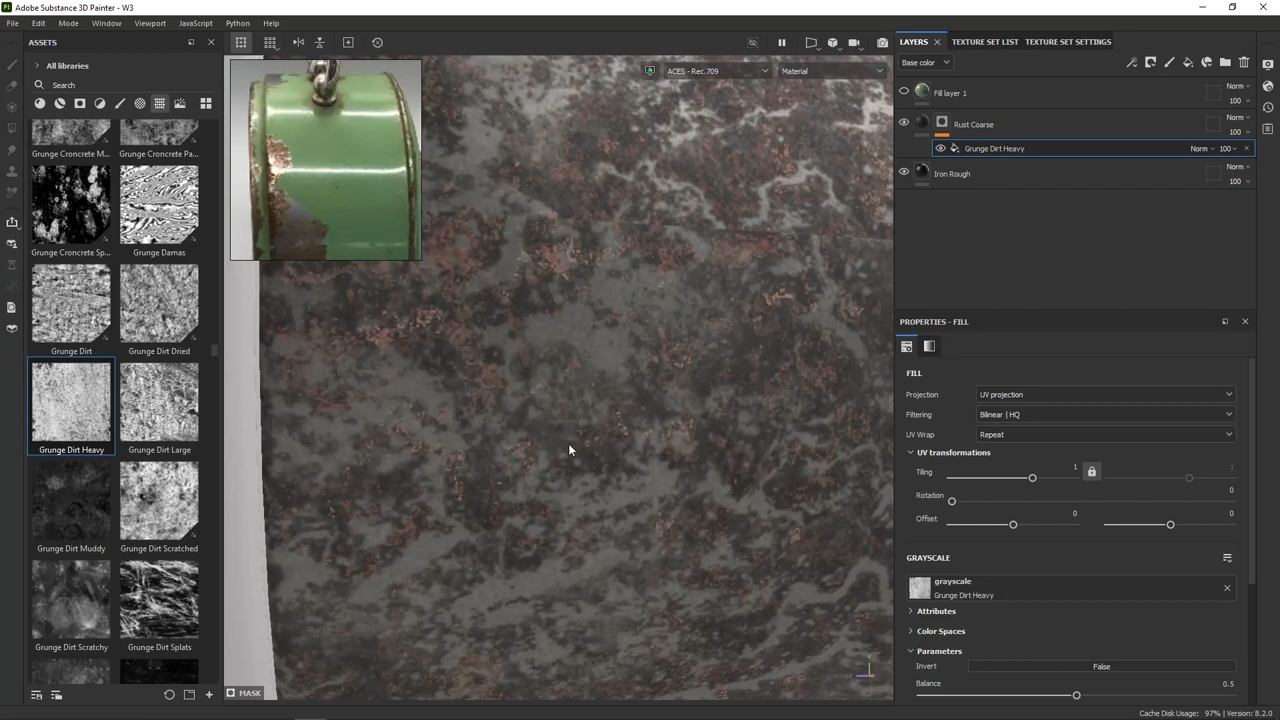 Adobe Substance 3D Painter - W3
File Edit Mode Window Viewport JavaScript Python Help
ASSETS
All libraries
Search
Grunge Croncrete M...
Grunge Croncrete Pa...
Grunge Croncrete Sp...
Grunge Damas
Grunge Dirt
Grunge Dirt Dried
Grunge Dirt Heavy
Grunge Dirt Large
Grunge Dirt Muddy
Grunge Dirt Scratched
Grunge Dirt Scratchy
Grunge Dirt Splats
ACES - Rec.709
Material
MASK
LAYERS
TEXTURE SET LIST
TEXTURE SET SETTINGS
Base color
Fill layer 1
Norm
100
Rust Coarse
Norm
100
Grunge Dirt Heavy
Norm
100
Iron Rough
Norm
100
PROPERTIES - FILL
FILL
Projection
UV projection
Filtering
Bilinear | HQ
UV Wrap
Repeat
UV transformations
Tiling
1
1
Rotation
0
Offset
0
0
GRAYSCALE
grayscale
Grunge Dirt Heavy
Attributes
Color Spaces
Parameters
Invert
False
Balance
0.5
Cache Disk Usage: 97% | Version: 8.2.0